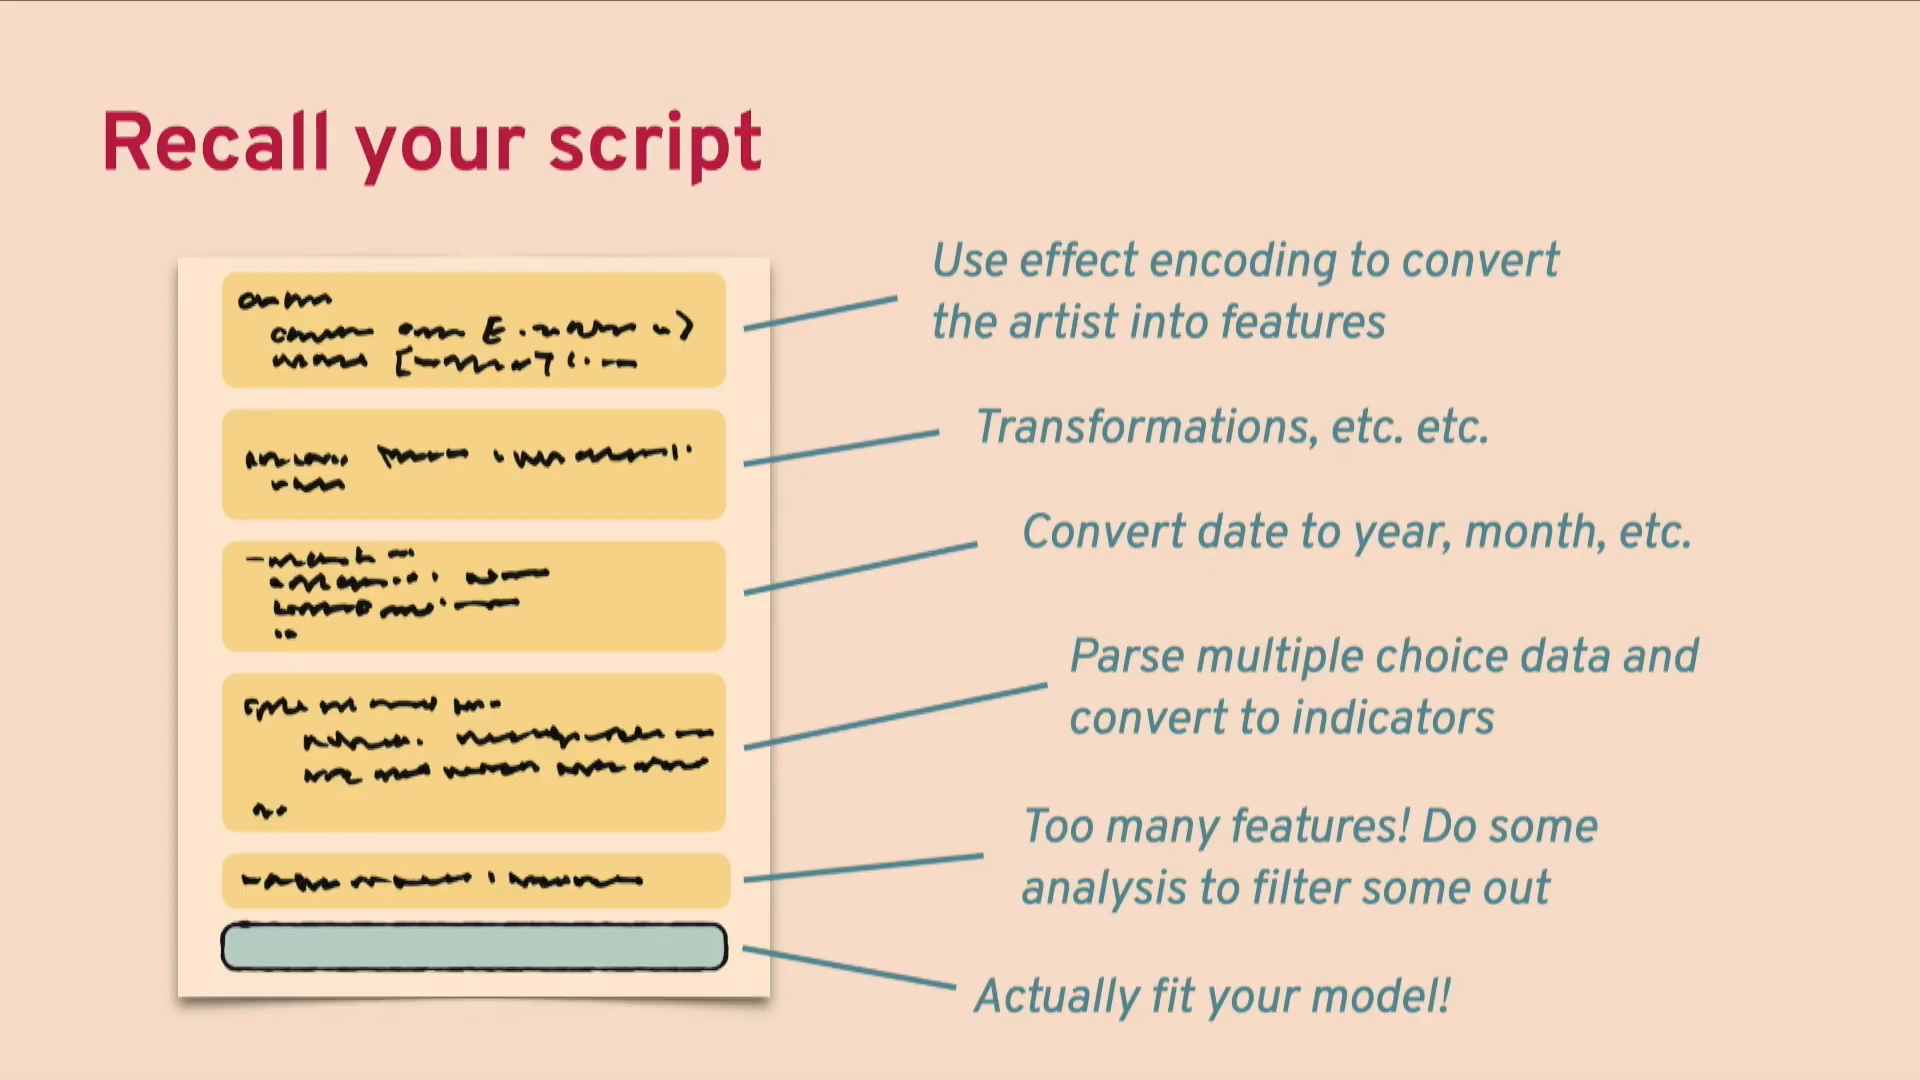 Recall your script
Use effect encoding to convert
the artist into features
Transformations, etc. etc.
Convert date to year, month, etc.
Parse multiple choice data and
convert to indicators
Too many features! Do some
analysis to filter some out
Actually fit your model!